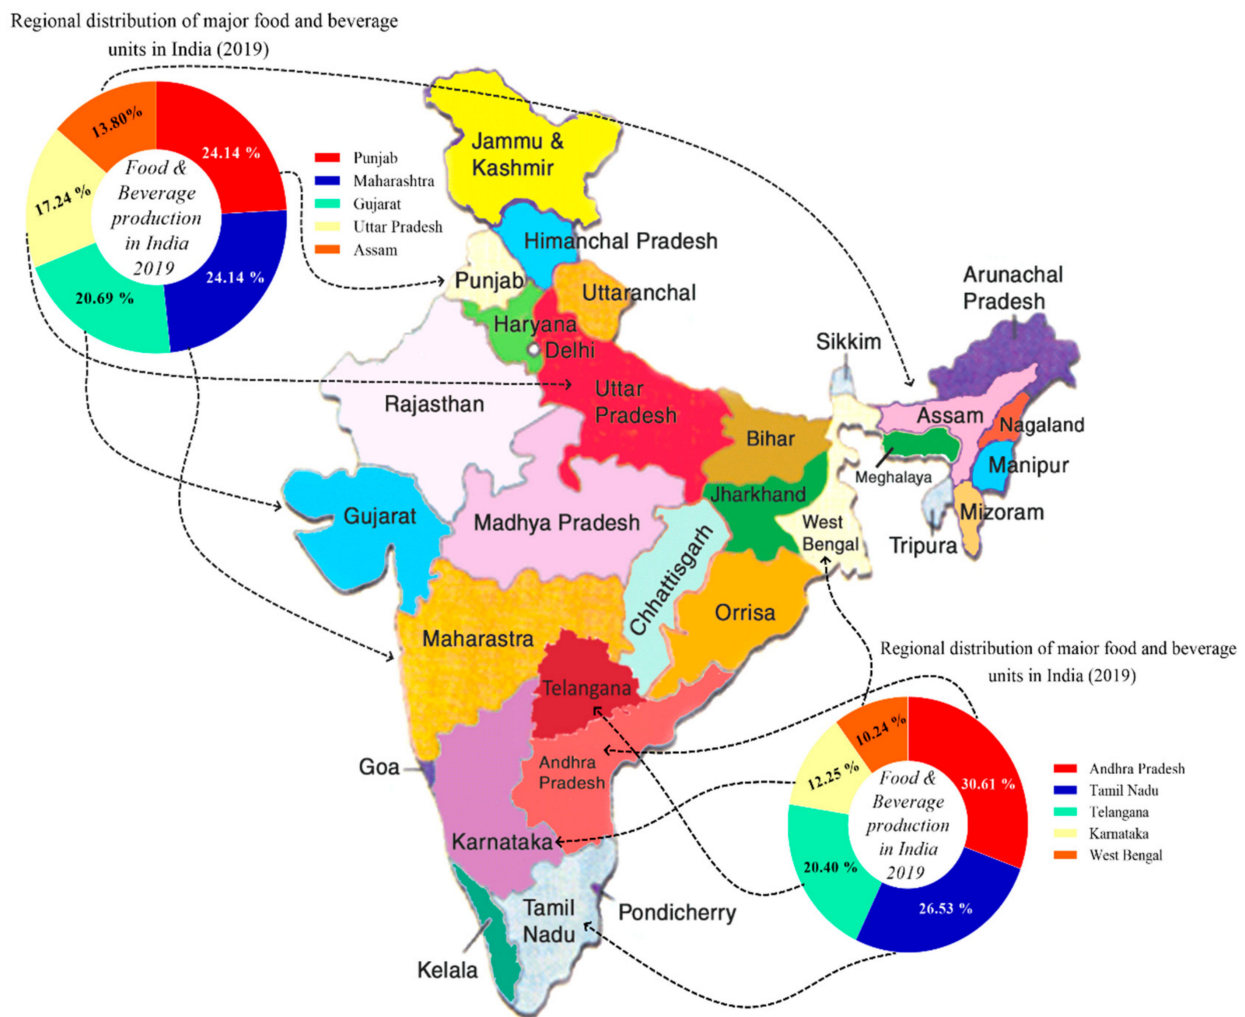 Regional distribution of major food and beverage
units in India (2019)
13.80%
24.14 %
17.24 %
24.14 %
20.69 %
Food &
Beverage
production
in India
2019
Punjab
Maharashtra
Gujarat
Uttar Pradesh
Assam
Jammu &
Kashmir
Himanchal Pradesh
Punjab
Uttaranchal
Haryana
Delhi
Arunachal
Pradesh
Sikkim
Rajasthan
Uttar
Pradesh
Bihar
Assam
Nagaland
Meghalaya
Manipur
Jharkhand
Gujarat
Madhya Pradesh
West
Bengal
Mizoram
Tripura
Chhattisgarh
Orrisa
Maharastra
Telangana
Andhra
Pradesh
Goa
Karnataka
Tamil
Nadu
Pondicherry
Kelala
Regional distribution of major food and beverage
units in India (2019)
10.24 %
30.61 %
12.25 %
20.40 %
26.53 %
Food &
Beverage
production
in India
2019
Andhra Pradesh
Tamil Nadu
Telangana
Karnataka
West Bengal